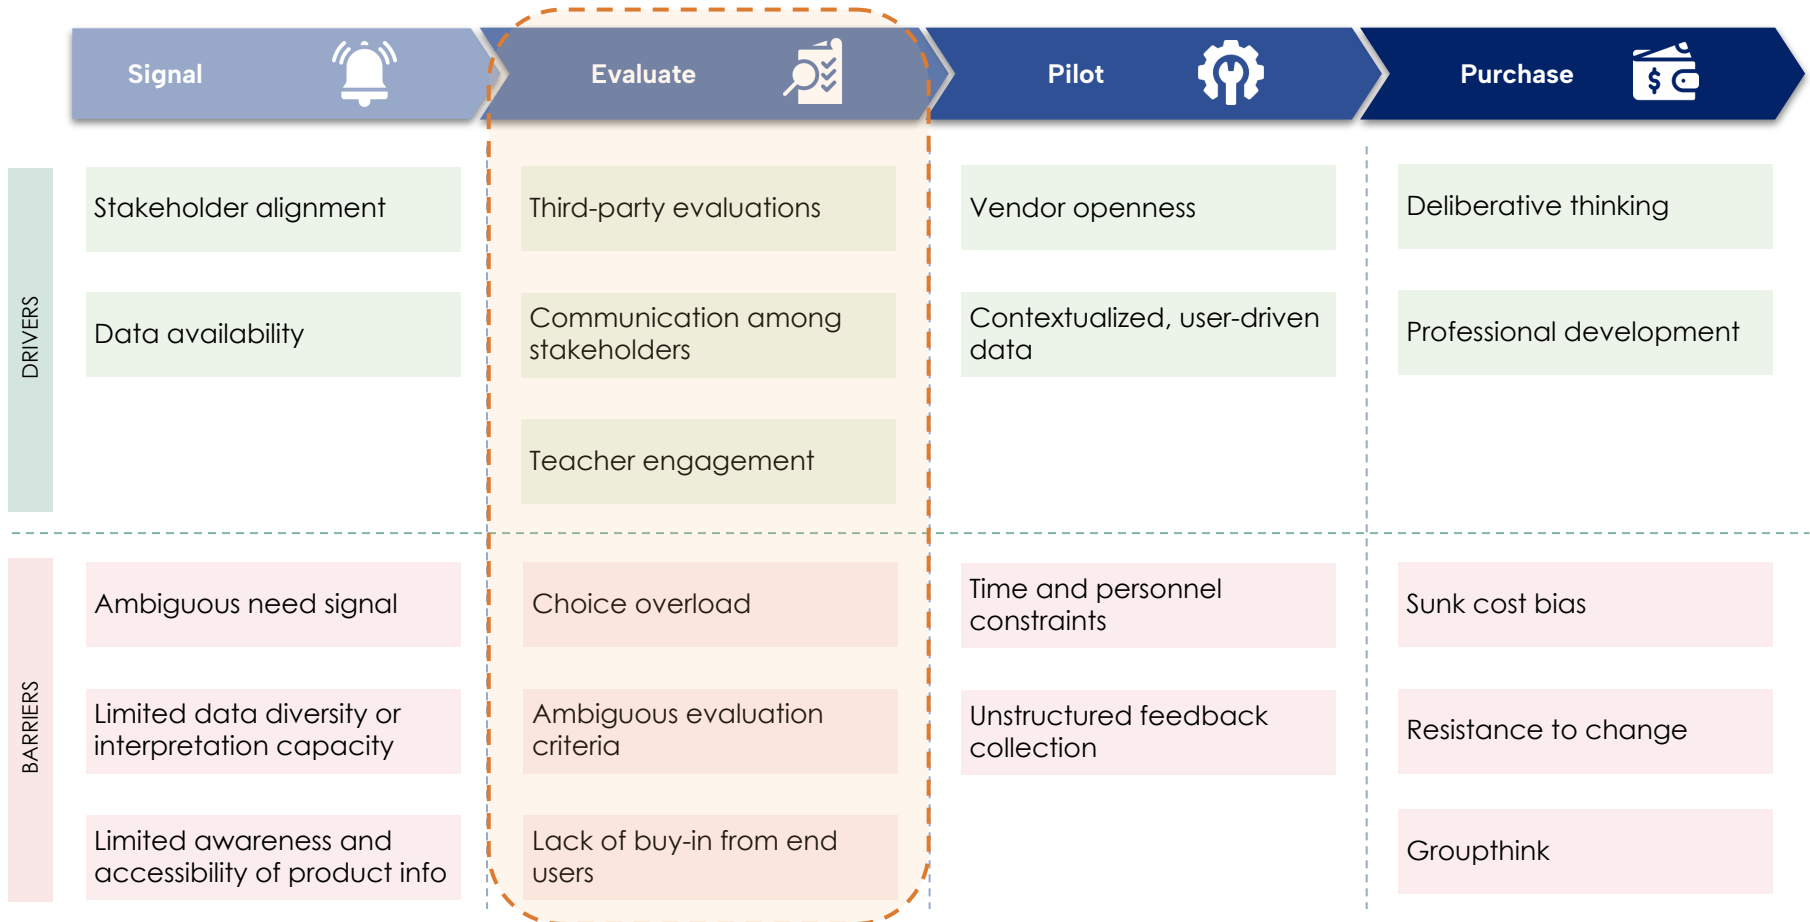 Signal
Evaluate
Pilot
Purchase
$
DRIVERS
Stakeholder alignment
Third-party evaluations
Vendor openness
Deliberative thinking
Data availability
Communication among
stakeholders
Contextualized, user-driven
data
Professional development
Teacher engagement
BARRIERS
Ambiguous need signal
Choice overload
Time and personnel
constraints
Sunk cost bias
Limited data diversity or
interpretation capacity
Ambiguous evaluation
criteria
Unstructured feedback
collection
Resistance to change
Limited awareness and
accessibility of product info
Lack of buy-in from end
users
Groupthink